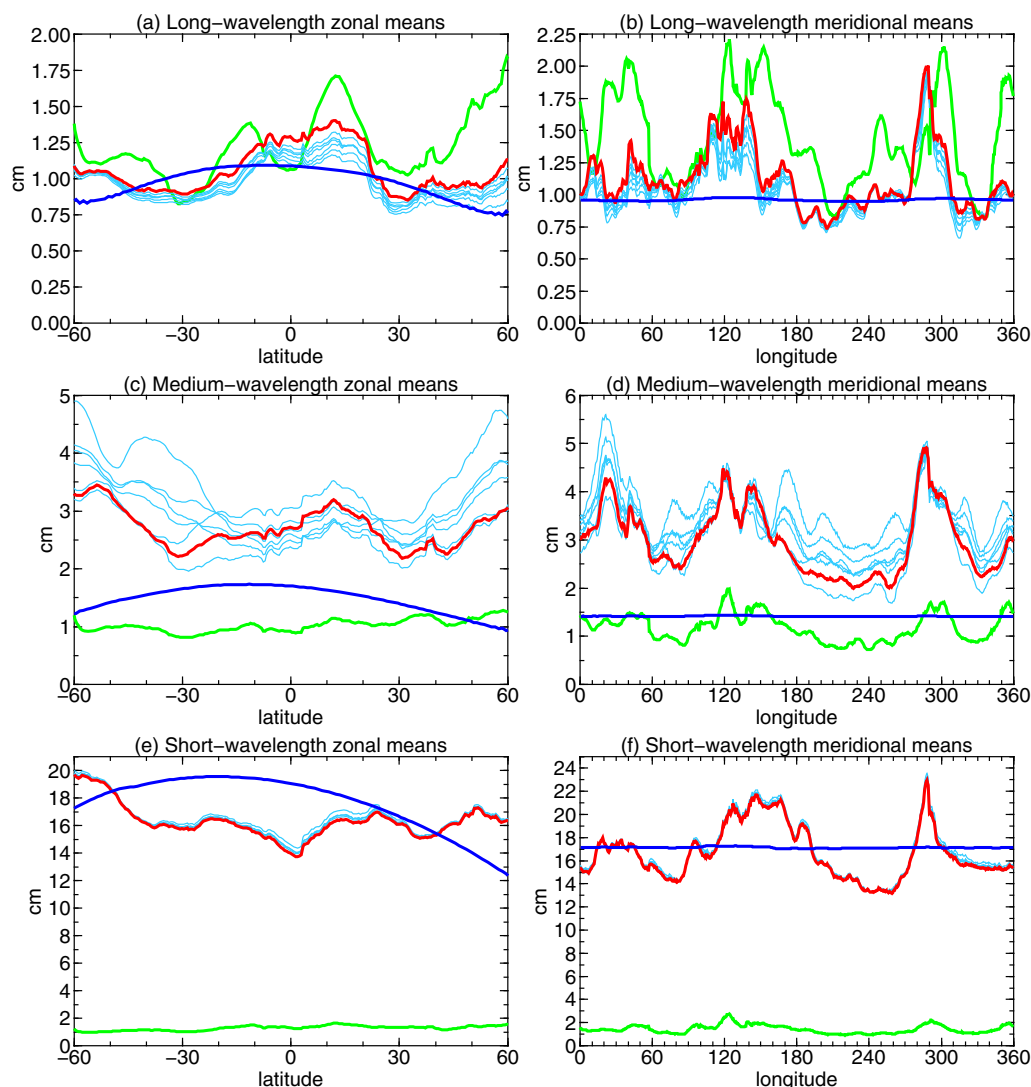 (a) Long−wavelength zonal means
2.00
1.75
1.50
1.25
1.00
0.75
0.50
0.25
0.00
cm
−60 −30 0 30 60
latitude
(b) Long−wavelength meridional means
2.25
2.00
1.75
1.50
1.25
1.00
0.75
0.50
0.25
0.00
cm
0 60 120 180 240 300 360
longitude
(c) Medium−wavelength zonal means
5
4
3
2
1
0
cm
−60 −30 0 30 60
latitude
(d) Medium−wavelength meridional means
6
5
4
3
2
1
0
cm
0 60 120 180 240 300 360
longitude
(e) Short−wavelength zonal means
20
18
16
14
12
10
8
6
4
2
0
cm
−60 −30 0 30 60
latitude
(f) Short−wavelength meridional means
24
22
20
18
16
14
12
10
8
6
4
2
0
cm
0 60 120 180 240 300 360
longitude